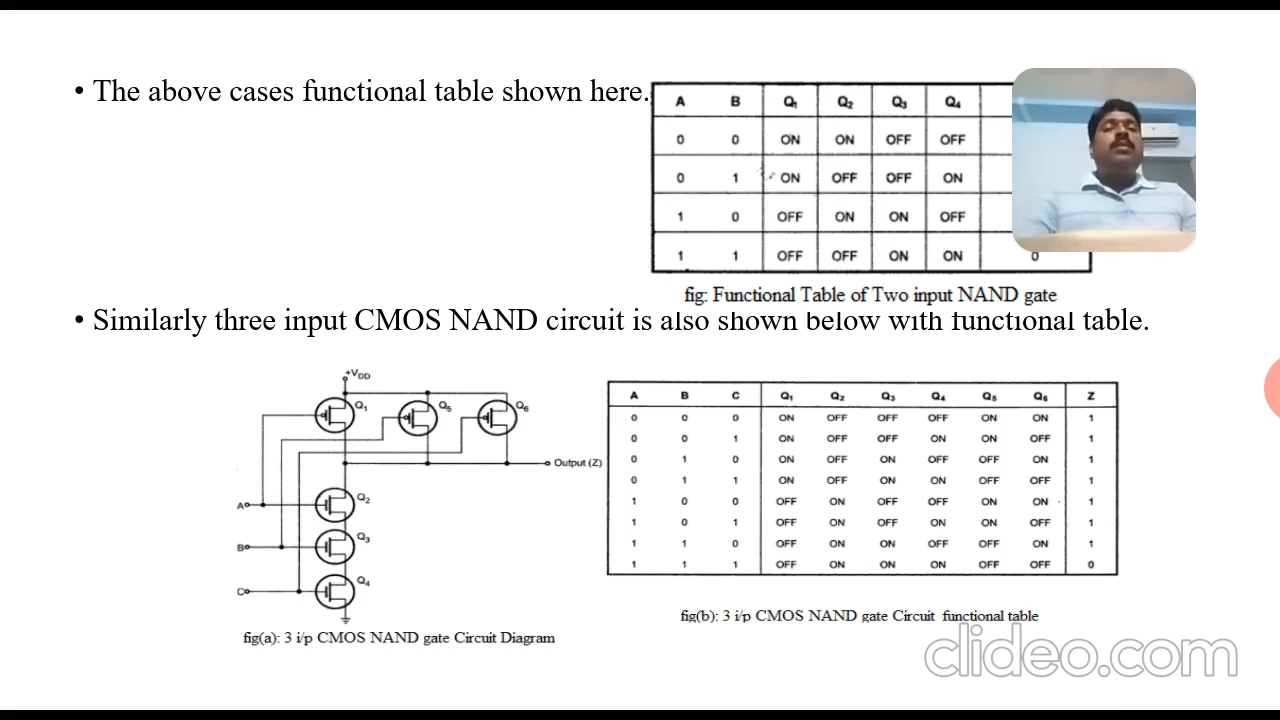 • The above cases functional table shown here.
A B Q1 Q2 Q3 Q4
0 0 ON ON OFF OFF
0 1 ON OFF OFF ON
1 0 OFF ON ON OFF
1 1 OFF OFF ON ON 0
fig: Functional Table of Two input NAND gate
• Similarly three input CMOS NAND circuit is also shown below with functional table.
+VDD
Q1 Q5 Q6
Output (Z)
A Q2
B Q3
C Q4
fig(a): 3 i/p CMOS NAND gate Circuit Diagram
A B C Q1 Q2 Q3 Q4 Q5 Q6 Z
0 0 0 ON OFF OFF OFF ON ON 1
0 0 1 ON OFF OFF ON ON OFF 1
0 1 0 ON OFF ON OFF OFF ON 1
0 1 1 ON OFF ON ON OFF OFF 1
1 0 0 OFF ON OFF OFF ON ON 1
1 0 1 OFF ON OFF ON ON OFF 1
1 1 0 OFF ON ON OFF OFF ON 1
1 1 1 OFF ON ON ON OFF OFF 0
fig(b): 3 i/p CMOS NAND gate Circuit functional table
clideo.com